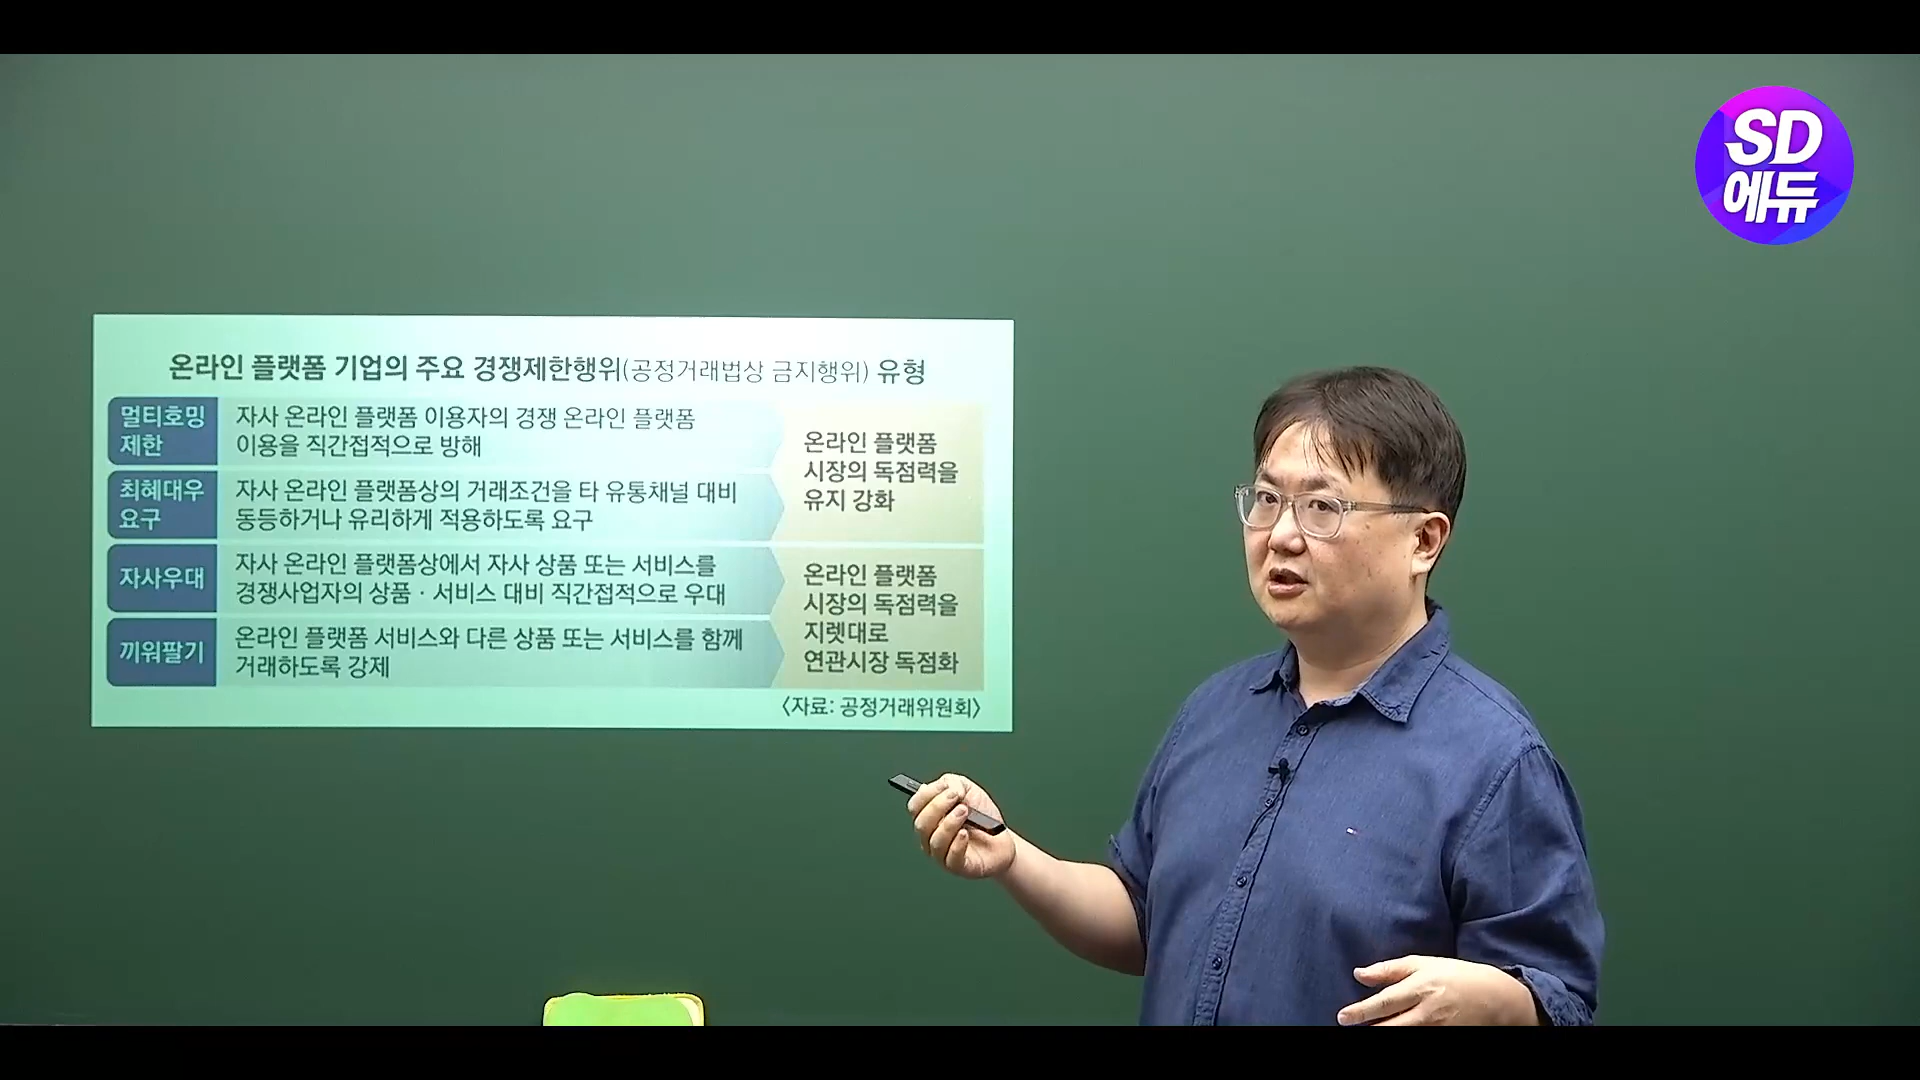 SD
에듀
온라인 플랫폼 기업의 주요 경쟁제한행위(공정거래법상 금지행위) 유형
멀티호밍
제한
자사 온라인 플랫폼 이용자의 경쟁 온라인 플랫폼
이용을 직간접적으로 방해
최혜대우
요구
자사 온라인 플랫폼상의 거래조건을 타 유통채널 대비
동등하거나 유리하게 적용하도록 요구
온라인 플랫폼
시장의 독점력을
유지 강화
자사우대
자사 온라인 플랫폼상에서 자사 상품 또는 서비스를
경쟁사업자의 상품 · 서비스 대비 직간접적으로 우대
끼워팔기
온라인 플랫폼 서비스와 다른 상품 또는 서비스를 함께
거래하도록 강제
온라인 플랫폼
시장의 독점력을
지렛대로
연관시장 독점화
〈자료: 공정거래위원회〉